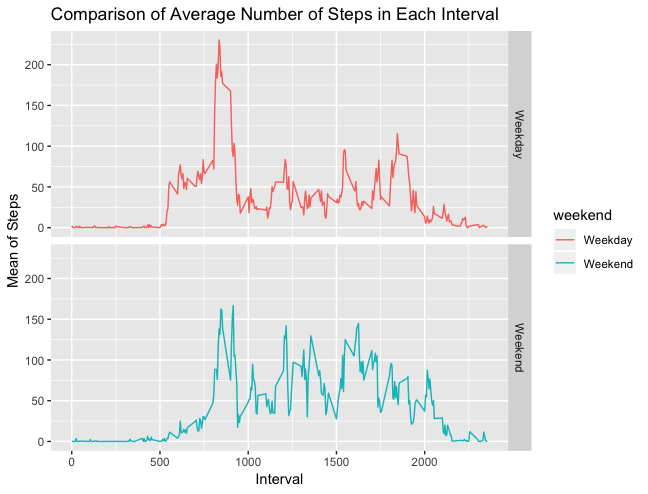 Comparison of Average Number of Steps in Each Interval
Mean of Steps
200
150
100
50
0
Weekday
200
150
100
50
0
Weekend
0
500
1000
1500
2000
Interval
weekend
Weekday
Weekend